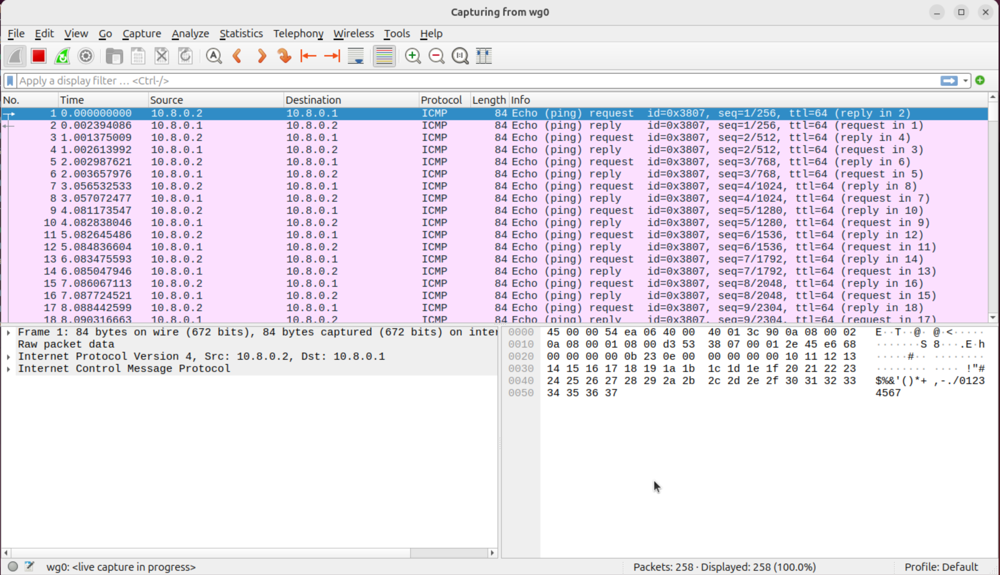 Capturing from wg0
File Edit View Go Capture Analyze Statistics Telephony Wireless Tools Help
Apply a display filter … <Ctrl-/>
No. Time Source Destination Protocol Length Info
1 0.000000000 10.8.0.2 10.8.0.1 ICMP 84 Echo (ping) request id=0x3807, seq=1/256, ttl=64 (reply in 2)
2 0.002394086 10.8.0.1 10.8.0.2 ICMP 84 Echo (ping) reply id=0x3807, seq=1/256, ttl=64 (request in 1)
3 1.001375009 10.8.0.2 10.8.0.1 ICMP 84 Echo (ping) request id=0x3807, seq=2/512, ttl=64 (reply in 4)
4 1.002613992 10.8.0.1 10.8.0.2 ICMP 84 Echo (ping) reply id=0x3807, seq=2/512, ttl=64 (request in 3)
5 2.002987621 10.8.0.2 10.8.0.1 ICMP 84 Echo (ping) request id=0x3807, seq=3/768, ttl=64 (reply in 6)
6 2.003657976 10.8.0.1 10.8.0.2 ICMP 84 Echo (ping) reply id=0x3807, seq=3/768, ttl=64 (request in 5)
7 3.056532533 10.8.0.2 10.8.0.1 ICMP 84 Echo (ping) request id=0x3807, seq=4/1024, ttl=64 (reply in 8)
8 3.057072477 10.8.0.1 10.8.0.2 ICMP 84 Echo (ping) reply id=0x3807, seq=4/1024, ttl=64 (request in 7)
9 4.081173547 10.8.0.2 10.8.0.1 ICMP 84 Echo (ping) request id=0x3807, seq=5/1280, ttl=64 (reply in 10)
10 4.082838046 10.8.0.1 10.8.0.2 ICMP 84 Echo (ping) reply id=0x3807, seq=5/1280, ttl=64 (request in 9)
11 5.082645486 10.8.0.2 10.8.0.1 ICMP 84 Echo (ping) request id=0x3807, seq=6/1536, ttl=64 (reply in 12)
12 5.084836604 10.8.0.1 10.8.0.2 ICMP 84 Echo (ping) reply id=0x3807, seq=6/1536, ttl=64 (request in 11)
13 6.083475593 10.8.0.2 10.8.0.1 ICMP 84 Echo (ping) request id=0x3807, seq=7/1792, ttl=64 (reply in 14)
14 6.085047946 10.8.0.1 10.8.0.2 ICMP 84 Echo (ping) reply id=0x3807, seq=7/1792, ttl=64 (request in 13)
15 7.086067113 10.8.0.2 10.8.0.1 ICMP 84 Echo (ping) request id=0x3807, seq=8/2048, ttl=64 (reply in 16)
16 7.087724521 10.8.0.1 10.8.0.2 ICMP 84 Echo (ping) reply id=0x3807, seq=8/2048, ttl=64 (request in 15)
17 8.088442599 10.8.0.2 10.8.0.1 ICMP 84 Echo (ping) request id=0x3807, seq=9/2304, ttl=64 (reply in 18)
18 8.090316663 10.8.0.1 10.8.0.2 ICMP 84 Echo (ping) reply id=0x3807, seq=9/2304, ttl=64 (request in 17)
Frame 1: 84 bytes on wire (672 bits), 84 bytes captured (672 bits) on inter
Raw packet data
Internet Protocol Version 4, Src: 10.8.0.2, Dst: 10.8.0.1
Internet Control Message Protocol
0000 45 00 00 54 ea 06 40 00 40 01 3c 90 0a 08 00 02 E··T··@· @·<·····
0010 0a 08 00 01 08 00 d3 53 38 07 00 01 2e 45 e6 68 ·······S 8···.E·h
0020 00 00 00 00 0b 23 0e 00 00 00 00 00 10 11 12 13 ·····#·· ········
0030 14 15 16 17 18 19 1a 1b 1c 1d 1e 1f 20 21 22 23 ········ ···· !"#
0040 24 25 26 27 28 29 2a 2b 2c 2d 2e 2f 30 31 32 33 $%&'()*+ ,-./0123
0050 34 35 36 37 4567
wg0: <live capture in progress> Packets: 258 · Displayed: 258 (100.0%) Profile: Default